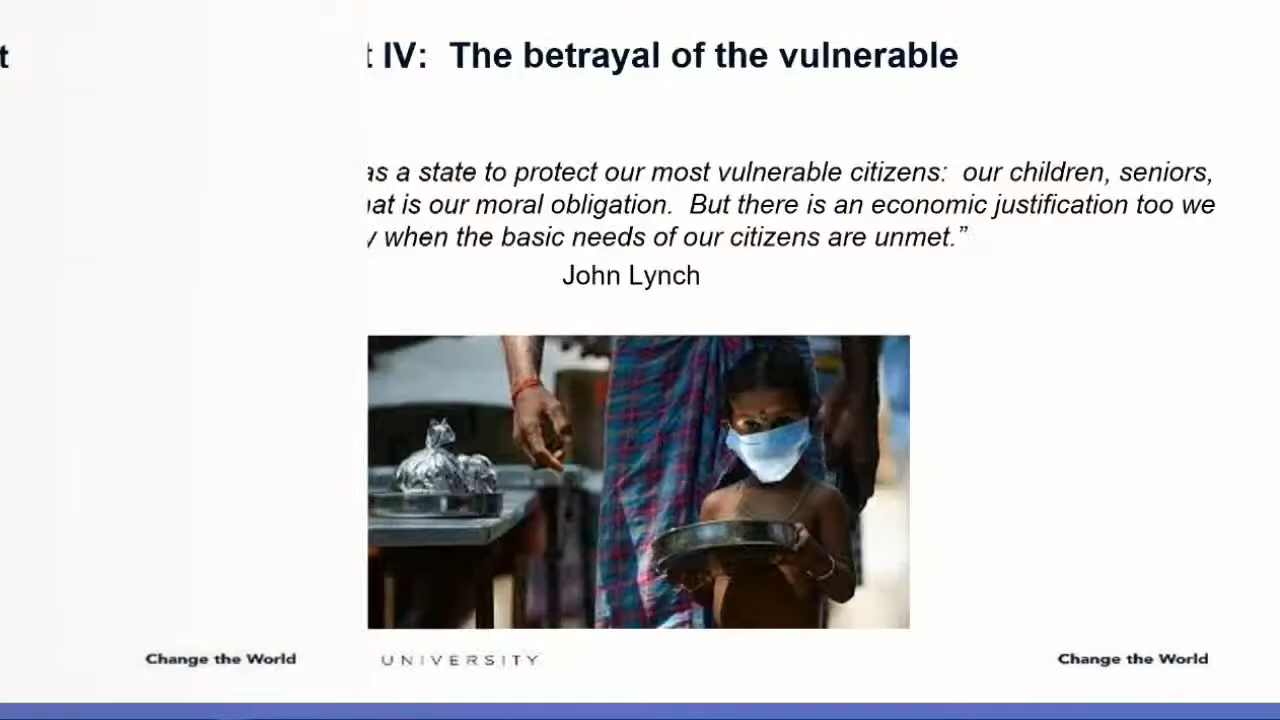 t IV: The betrayal of the vulnerable
as a state to protect our most vulnerable citizens: our children, seniors,
is our moral obligation. But there is an economic justification too we
when the basic needs of our citizens are unmet.”
John Lynch
Change the World
UNIVERSITY
Change the World